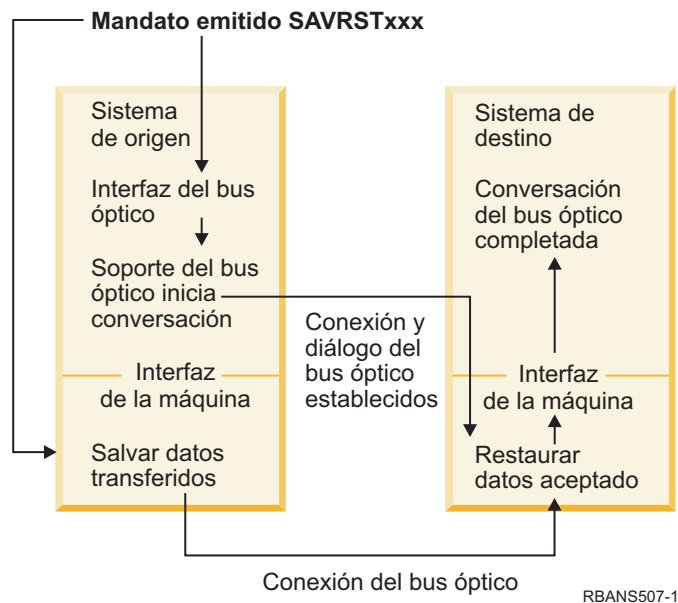 Mandato emitido SAVRSTxxx
Sistema
de origen
Interfaz del bus
óptico
Soporte del bus
óptico inicia
conversación
Interfaz
de la máquina
Salvar datos
transferidos
Conexión y
diálogo del
bus óptico
establecidos
Sistema de
destino
Conversación
del bus óptico
completada
Interfaz
de la máquina
Restaurar
datos aceptado
Conexión del bus óptico
RBANS507-1